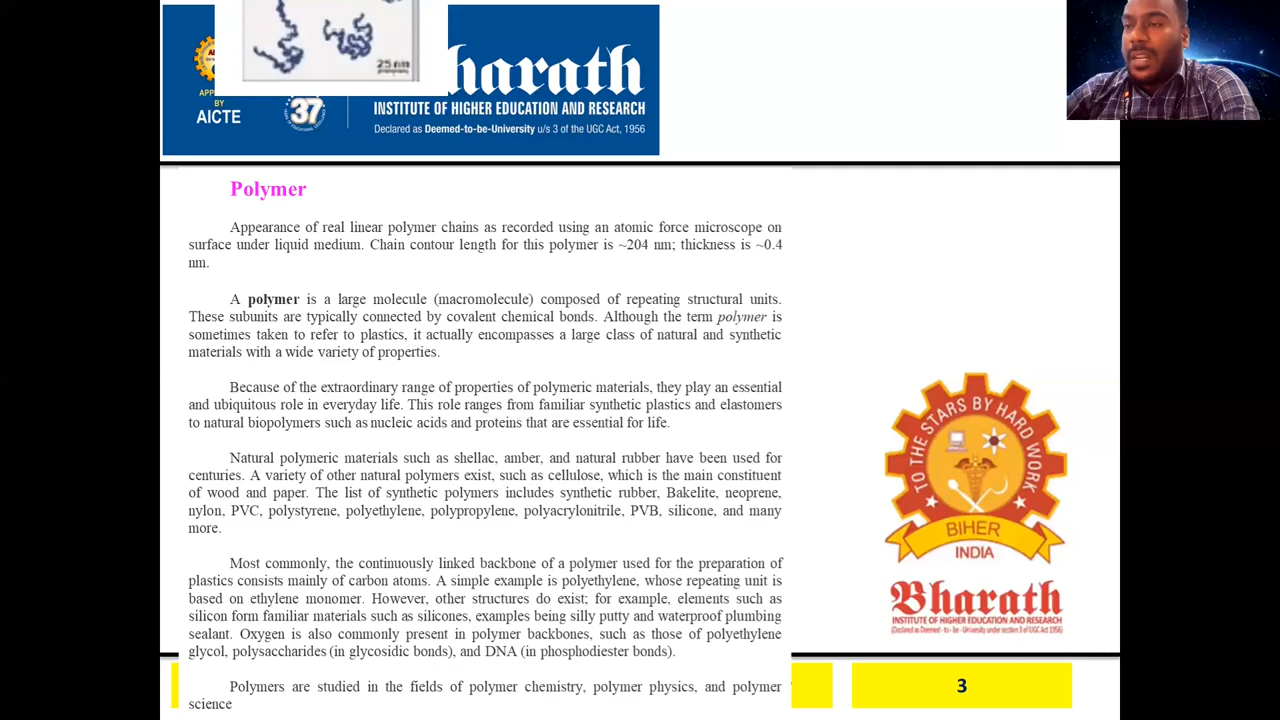 25 nm
APP
BY
AICTE
37
harath
INSTITUTE OF HIGHER EDUCATION AND RESEARCH
Declared as Deemed-to-be-University u/s 3 of the UGC Act, 1956
Polymer
Appearance of real linear polymer chains as recorded using an atomic force microscope on
surface under liquid medium. Chain contour length for this polymer is ~204 nm; thickness is ~0.4
nm.
A polymer is a large molecule (macromolecule) composed of repeating structural units.
These subunits are typically connected by covalent chemical bonds. Although the term polymer is
sometimes taken to refer to plastics, it actually encompasses a large class of natural and synthetic
materials with a wide variety of properties.
Because of the extraordinary range of properties of polymeric materials, they play an essential
and ubiquitous role in everyday life. This role ranges from familiar synthetic plastics and elastomers
to natural biopolymers such as nucleic acids and proteins that are essential for life.
Natural polymeric materials such as shellac, amber, and natural rubber have been used for
centuries. A variety of other natural polymers exist, such as cellulose, which is the main constituent
of wood and paper. The list of synthetic polymers includes synthetic rubber, Bakelite, neoprene,
nylon, PVC, polystyrene, polyethylene, polypropylene, polyacrylonitrile, PVB, silicone, and many
more.
Most commonly, the continuously linked backbone of a polymer used for the preparation of
plastics consists mainly of carbon atoms. A simple example is polyethylene, whose repeating unit is
based on ethylene monomer. However, other structures do exist; for example, elements such as
silicon form familiar materials such as silicones, examples being silly putty and waterproof plumbing
sealant. Oxygen is also commonly present in polymer backbones, such as those of polyethylene
glycol, polysaccharides (in glycosidic bonds), and DNA (in phosphodiester bonds).
Polymers are studied in the fields of polymer chemistry, polymer physics, and polymer
science
TO THE STARS BY HARD WORK
BIHER
INDIA
Bharath
INSTITUTE OF HIGHER EDUCATION AND RESEARCH
(Declared as Deemed - to - be - University under section 3 of UGC Act 1956)
3